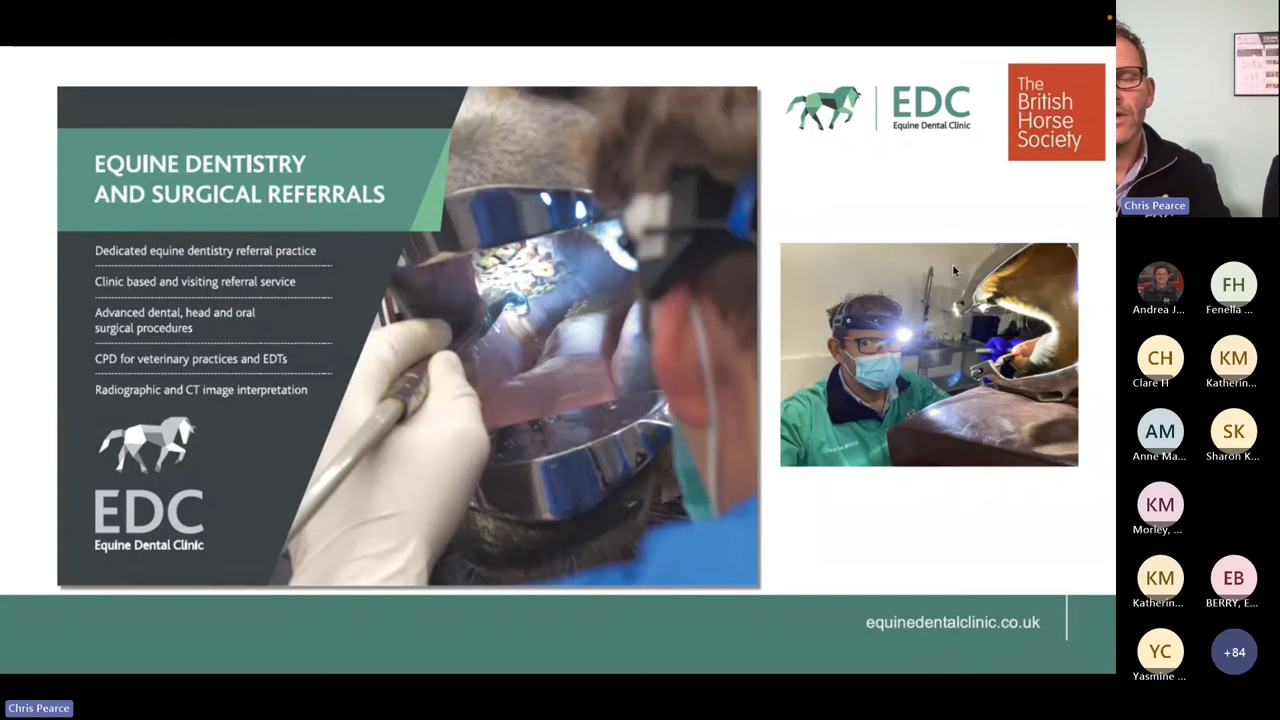 EQUINE DENTISTRY
AND SURGICAL REFERRALS
Dedicated equine dentistry referral practice
Clinic based and visiting referral service
Advanced dental, head and oral
surgical procedures
CPD for veterinary practices and EDTs
Radiographic and CT image interpretation
EDC
Equine Dental Clinic
EDC
Equine Dental Clinic
The
British
Horse
Society
equinedentalclinic.co.uk
Chris Pearce
Andrea J...
FH
Fenella ...
CH
Clare H
KM
Katherin...
AM
Anne Ma...
SK
Sharon K...
KM
Morley, ...
KM
Katherin...
EB
BERRY, E...
YC
Yasmine ...
+84
Chris Pearce